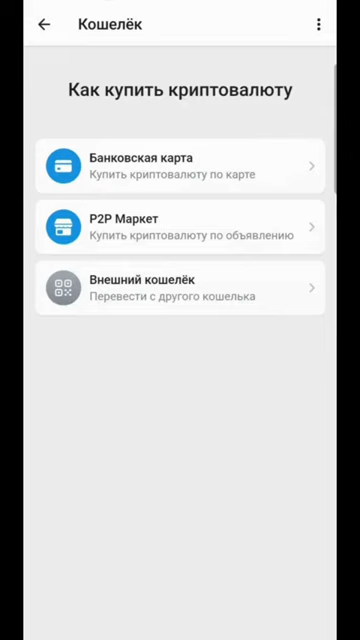 Кошелёк
Как купить криптовалюту
Банковская карта
Купить криптовалюту по карте
P2P Маркет
Купить криптовалюту по объявлению
Внешний кошелёк
Перевести с другого кошелька